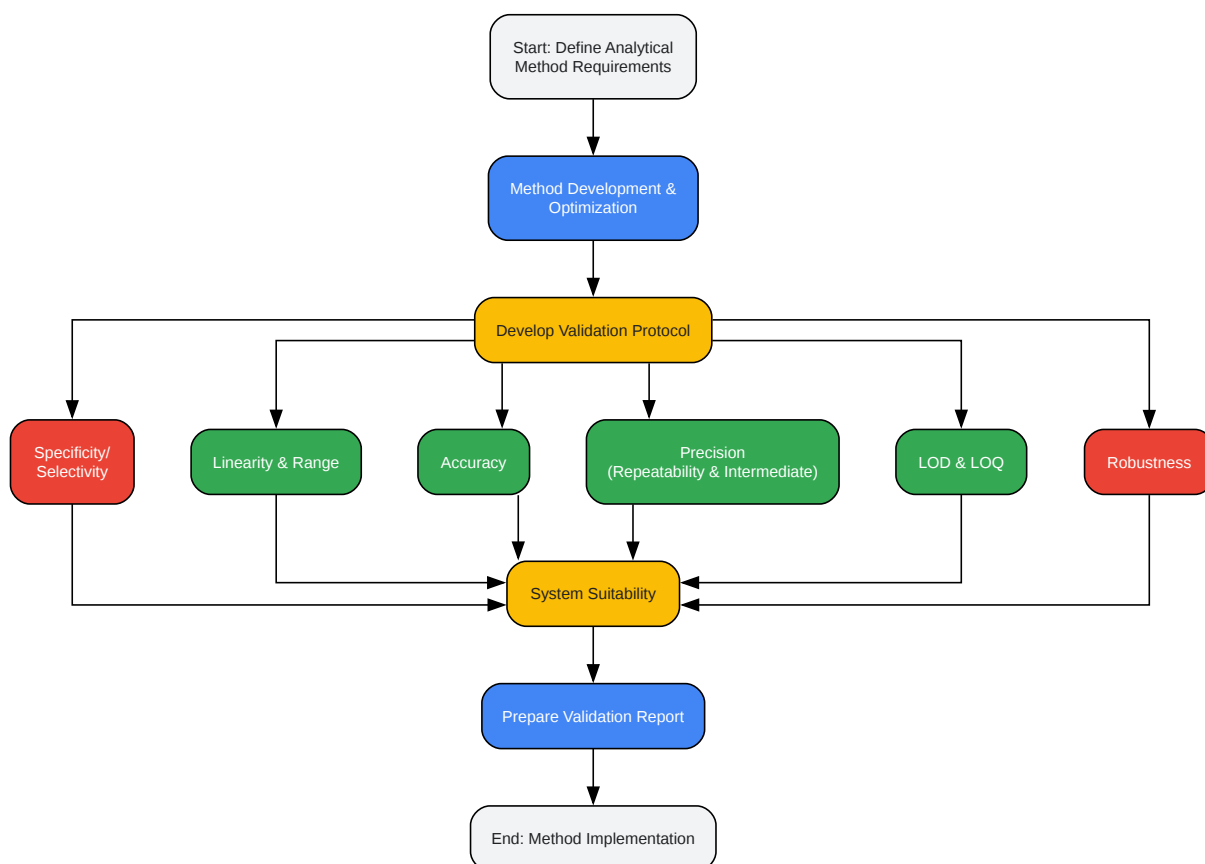 Start: Define Analytical
Method Requirements
Method Development &
Optimization
Develop Validation Protocol
Specificity/
Selectivity
Linearity & Range
Accuracy
Precision
(Repeatability & Intermediate)
LOD & LOQ
Robustness
System Suitability
Prepare Validation Report
End: Method Implementation